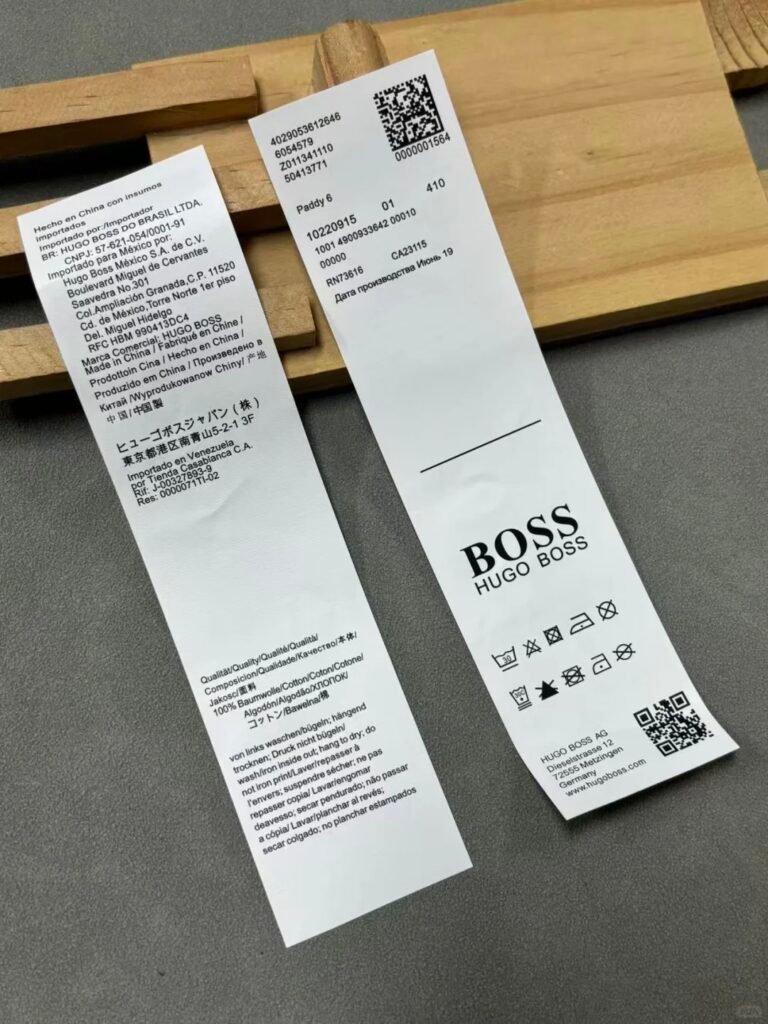 Hecho en China con insumos
importados
Importado por:/Importador
BR: HUGO BOSS DO BRASIL LTDA.
CNPJ: 57-621-054/0001-91
Importado para México por:
Hugo Boss México S.A. de C.V.
Boulevard Miguel de Cervantes
Saavedra No.301
Col.Ampliación Granada,C.P. 11520
Cd. de México,Torre Norte 1er piso
Del. Miguel Hidalgo
RFC HBM 990413DC4
Marca Comercial: HUGO BOSS
Made in China / Fabriqué en Chine /
Prodottoin Cina / Hecho en China /
Produzido em China / Произведено в
Китай /Wyprodukowanow Chiny/ 产地
中国/中国製
ヒューゴボスジャパン(株)
東京都港区南青山5-2-1 3F
Importado en Venezuela
por Tienda Casablanca C.A.
Rif: J-00327893-9
Res: 0000071TI-02
Qualität/Quality/Qualité/Qualità/
Composicion/Qualidade/Качество/本体/
Jakosc/面料
100% Baumwolle/Cotton/Coton/Cotone/
Algodón/Algodão/ХЛОПОК/
コットン/Bawełna/棉
von links waschen/bügeln; hängend
trocknen; Druck nicht bügeln/
wash/iron inside out; hang to dry; do
not iron print/Laver/repasser à
l'envers; suspendre sécher; ne pas
repasser copia/ Lavar/engomar
deavesso; secar pendurado; não passar
a cópia/ Lavar/planchar al revés;
secar colgado; no planchar estampados
4029053612646
6054579
Z011341110
50413771
0000001564
Paddy 6
10220915 01 410
1001 4900933642 00010
00000
RN73616 CA23115
Дата производства Июнь 19
BOSS
HUGO BOSS
30
HUGO BOSS AG
Dieselstrasse 12
72555 Metzingen
Germany
www.hugoboss.com